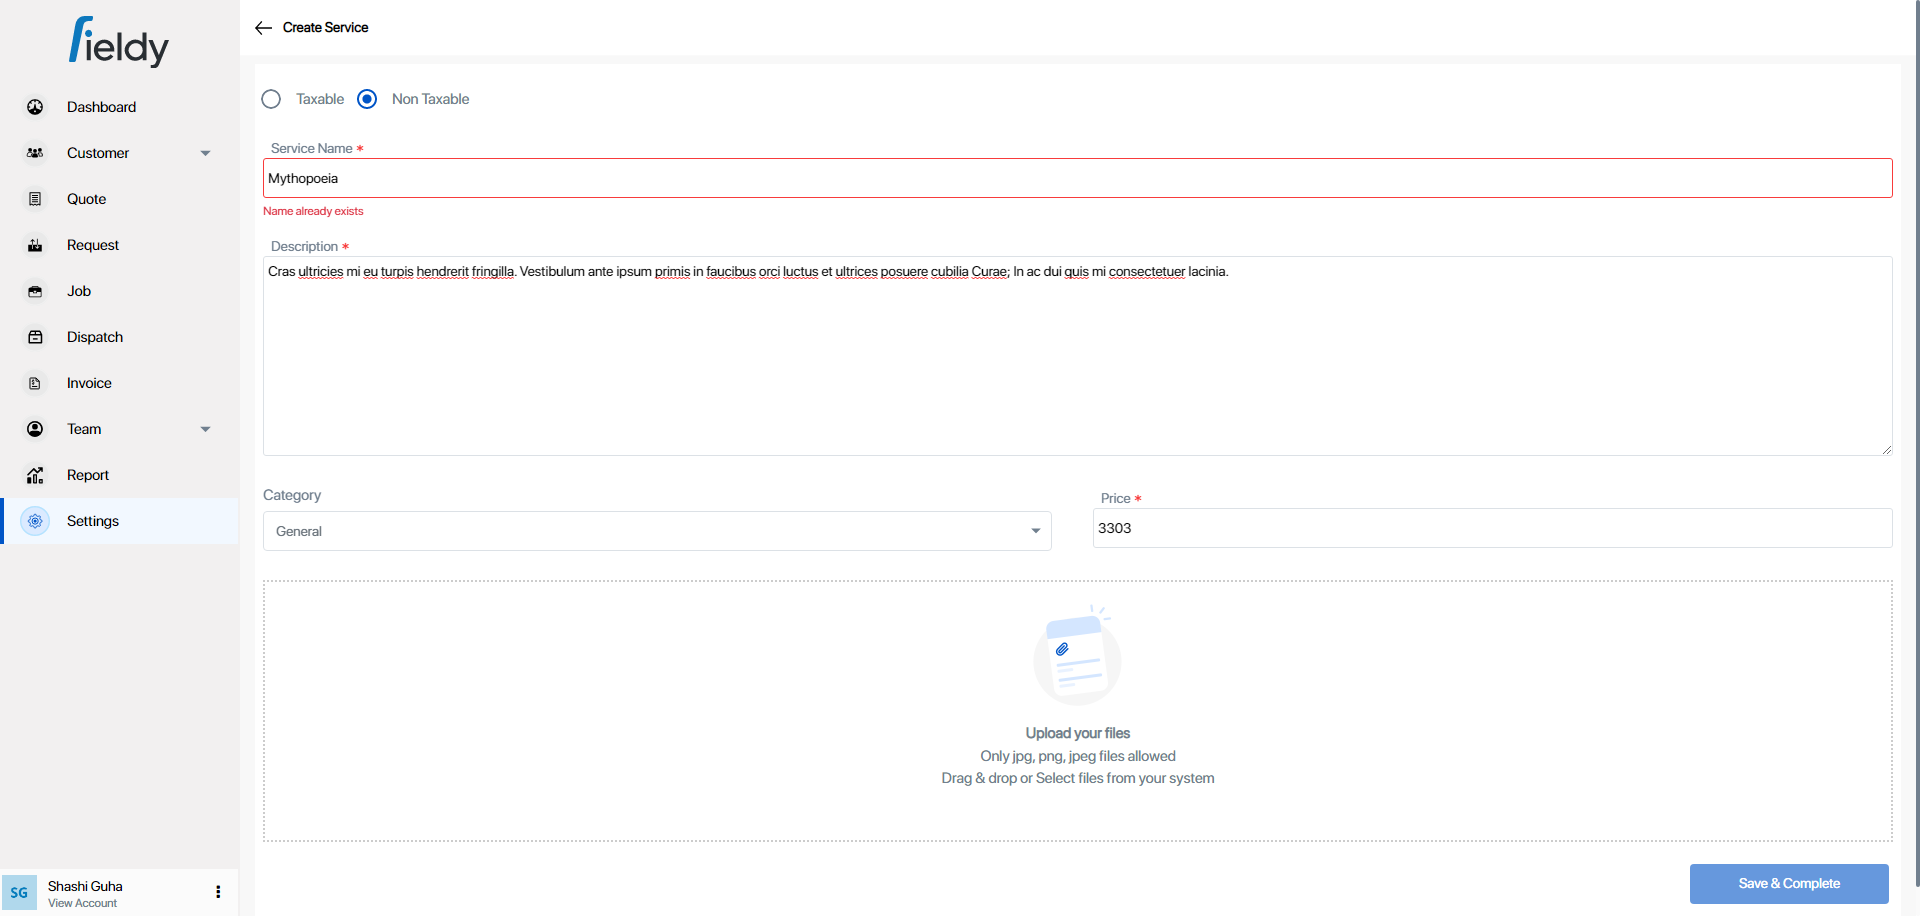 fieldy
Create Service
Dashboard
Customer
Quote
Request
Job
Dispatch
Invoice
Team
Report
Settings
SG
Shashi Guha
View Account
Taxable
Non Taxable
Service Name *
Mythopoeia
Name already exists
Description *
Cras ultricies mi eu turpis hendrerit fringilla. Vestibulum ante ipsum primis in faucibus orci luctus et ultrices posuere cubilia Curae; In ac dui quis mi consectetuer lacinia.
Category
General
Price *
3303
Upload your files
Only jpg, png, jpeg files allowed
Drag & drop or Select files from your system
Save & Complete